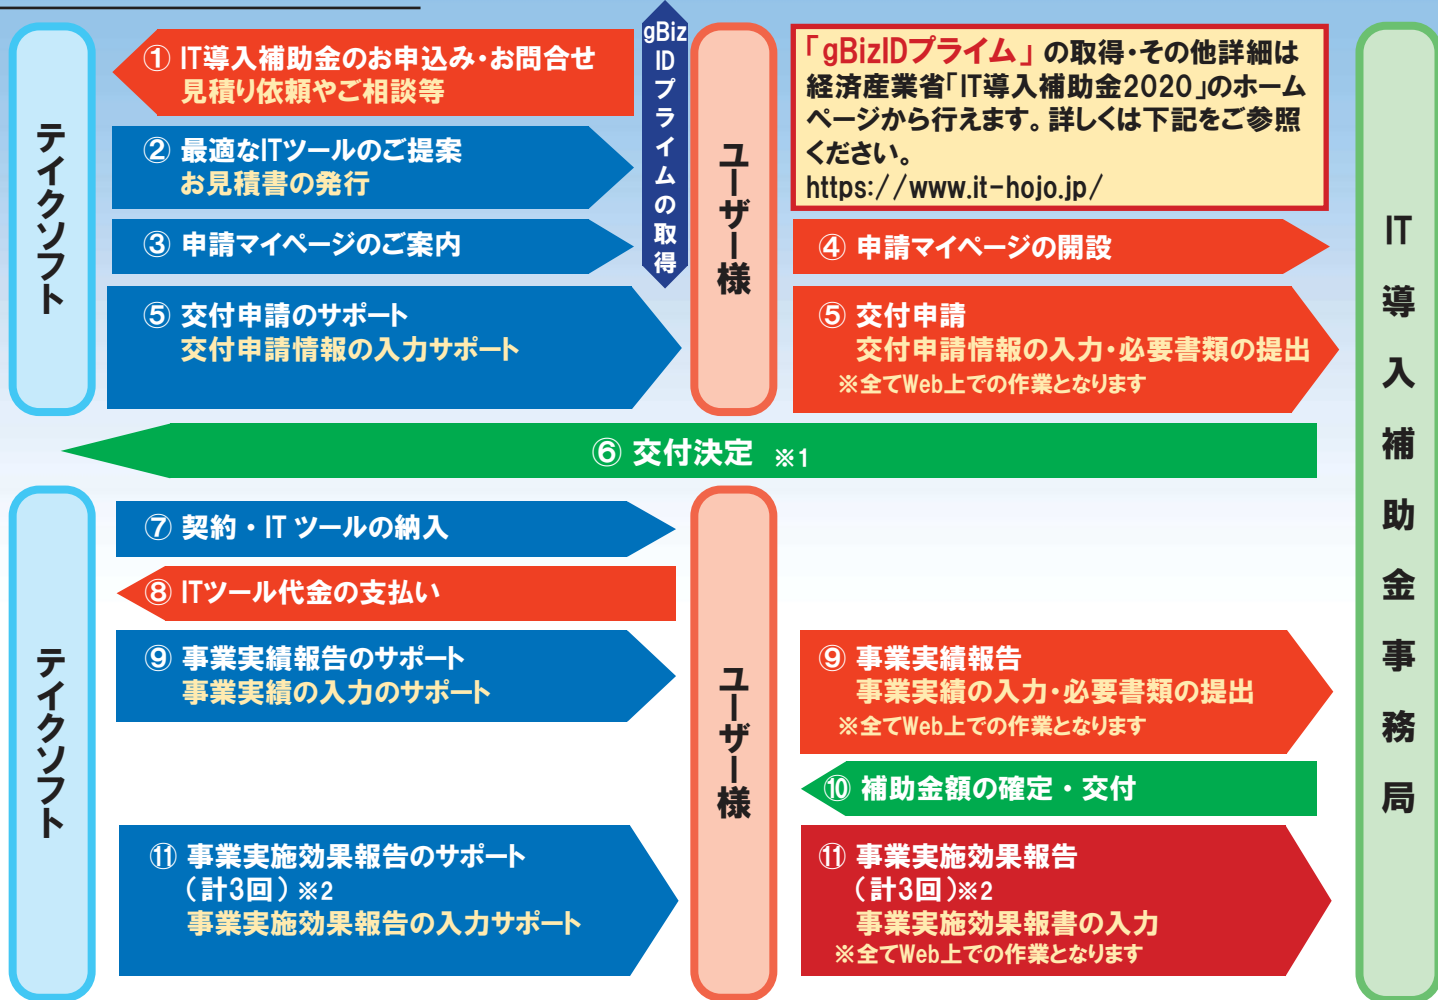 テイクソフト
① IT導入補助金のお申込み・お問合せ
見積り依頼やご相談等
② 最適なITツールのご提案
お見積書の発行
③ 申請マイページのご案内
⑤ 交付申請のサポート
交付申請情報の入力サポート
gBiz
ID
プライムの取得
ユーザー様
「gBizIDプライム」の取得・その他詳細は
経済産業省「IT導入補助金2020」のホーム
ページから行えます。詳しくは下記をご参照
ください。
https://www.it-hojo.jp/
④ 申請マイページの開設
⑤ 交付申請
交付申請情報の入力・必要書類の提出
※全てWeb上での作業となります
IT導入補助金事務局
⑥ 交付決定 ※1
テイクソフト
⑦ 契約・IT ツールの納入
⑧ ITツール代金の支払い
⑨ 事業実績報告のサポート
事業実績の入力のサポート
⑪ 事業実施効果報告のサポート
(計3回)※2
事業実施効果報告の入力サポート
ユーザー様
⑨ 事業実績報告
事業実績の入力・必要書類の提出
※全てWeb上での作業となります
⑩ 補助金額の確定・交付
⑪ 事業実施効果報告
(計3回)※2
事業実施効果報書の入力
※全てWeb上での作業となります